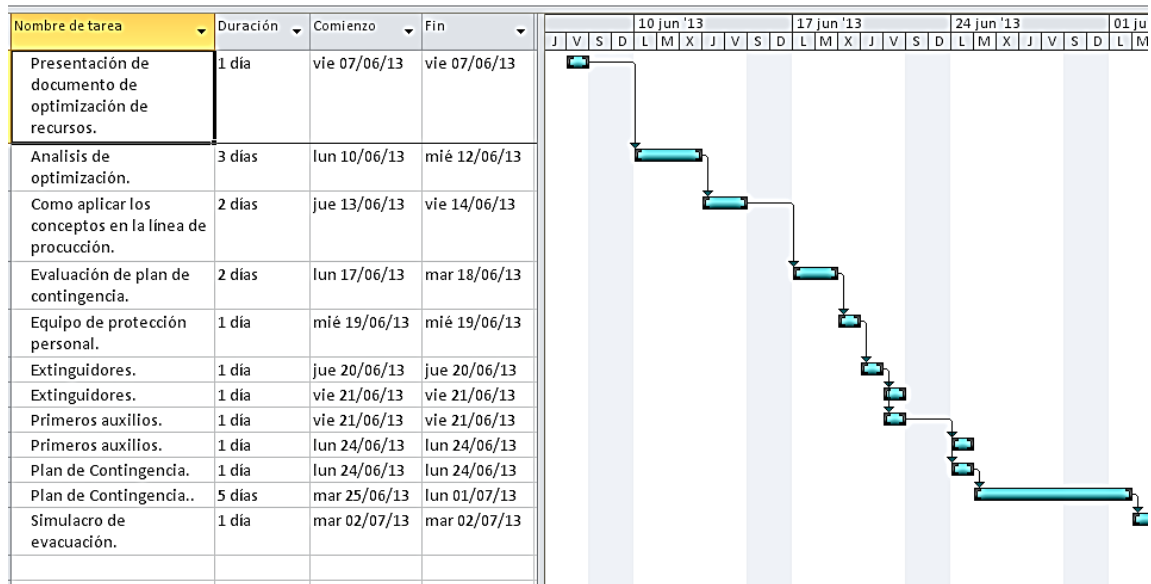 Nombre de tarea Duración Comienzo Fin
10 jun '13 17 jun '13 24 jun '13 01 ju
J V S D L M X J V S D L M X J V S D L M X J V S D L M
Presentación de 1 día vie 07/06/13 vie 07/06/13
documento de
optimización de
recursos.
Analisis de 3 días lun 10/06/13 mié 12/06/13
optimización.
Como aplicar los 2 días jue 13/06/13 vie 14/06/13
conceptos en la línea de
procucción.
Evaluación de plan de 2 días lun 17/06/13 mar 18/06/13
contingencia.
Equipo de protección 1 día mié 19/06/13 mié 19/06/13
personal.
Extinguidores. 1 día jue 20/06/13 jue 20/06/13
Extinguidores. 1 día vie 21/06/13 vie 21/06/13
Primeros auxilios. 1 día vie 21/06/13 vie 21/06/13
Primeros auxilios. 1 día lun 24/06/13 lun 24/06/13
Plan de Contingencia. 1 día lun 24/06/13 lun 24/06/13
Plan de Contingencia.. 5 días mar 25/06/13 lun 01/07/13
Simulacro de 1 día mar 02/07/13 mar 02/07/13
evacuación.